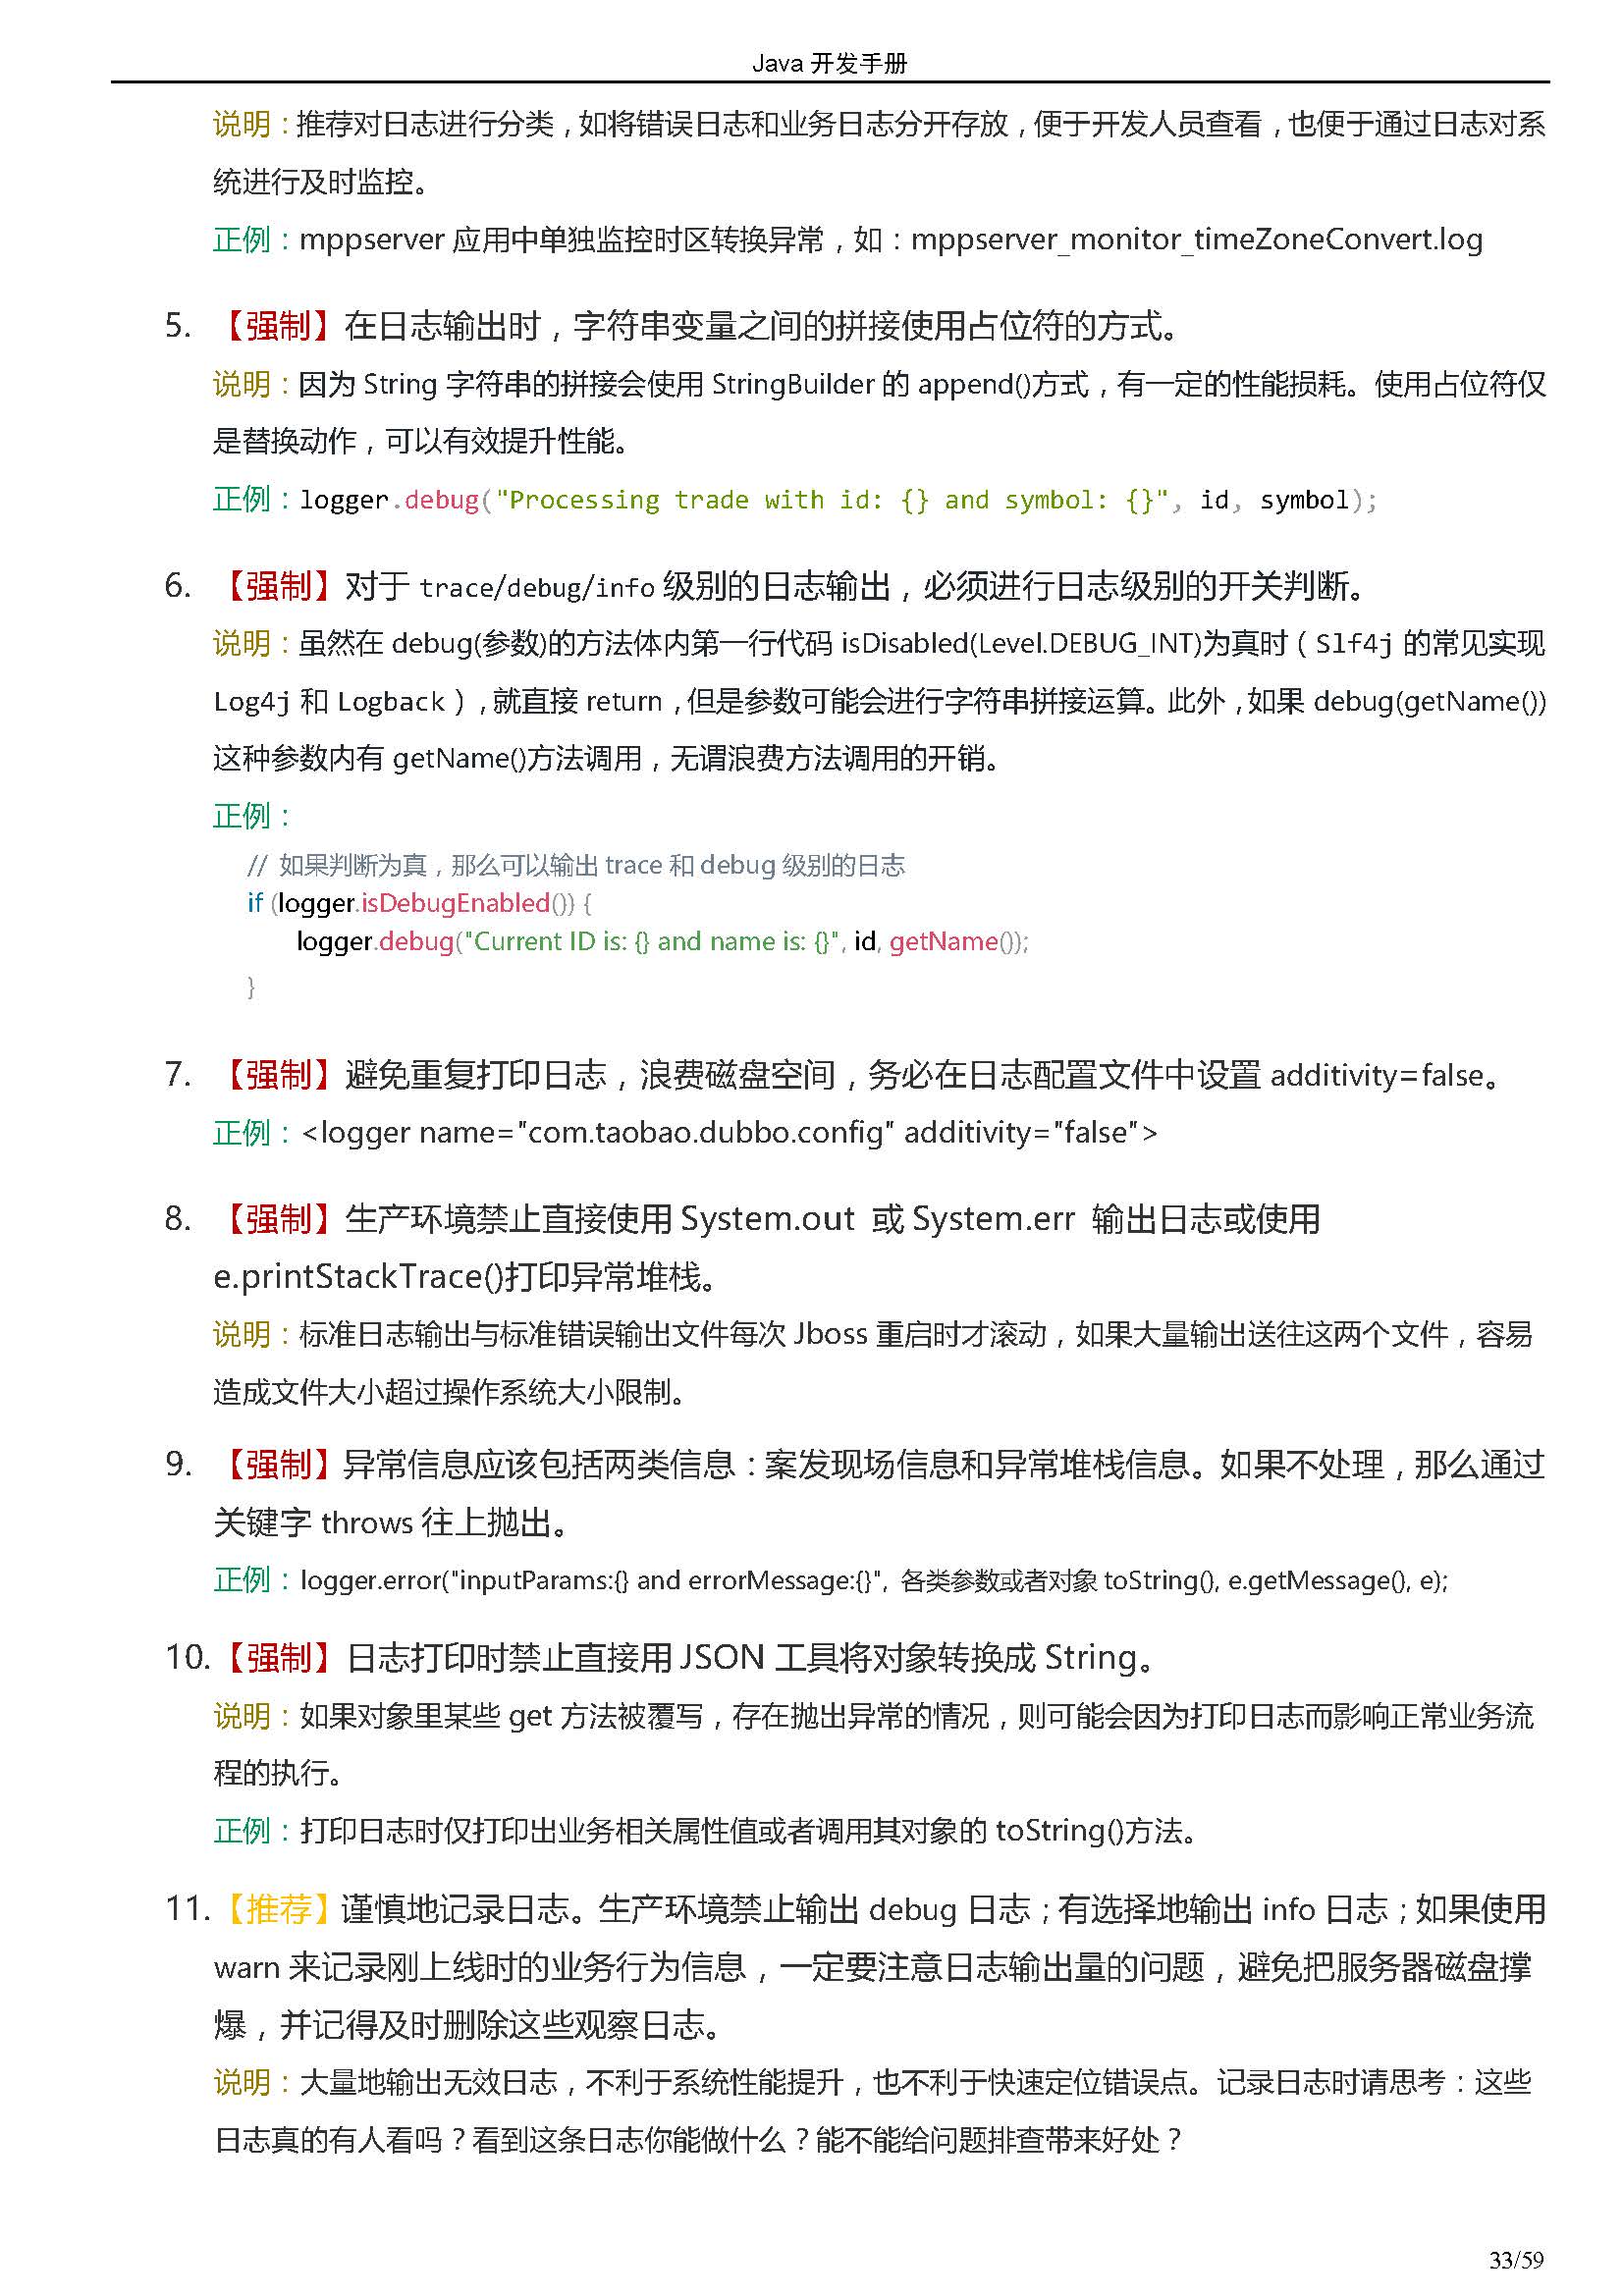 Java 开发手册
说明：推荐对日志进行分类，如将错误日志和业务日志分开存放，便于开发人员查看，也便于通过日志对系
统进行及时监控。
正例：mppserver 应用中单独监控时区转换异常，如：mppserver_monitor_timeZoneConvert.log
5. 【强制】在日志输出时，字符串变量之间的拼接使用占位符的方式。
说明：因为 String 字符串的拼接会使用 StringBuilder 的 append()方式，有一定的性能损耗。使用占位符仅
是替换动作，可以有效提升性能。
正例：logger.debug("Processing trade with id: {} and symbol: {}", id, symbol);
6. 【强制】对于 trace/debug/info 级别的日志输出，必须进行日志级别的开关判断。
说明：虽然在 debug(参数)的方法体内第一行代码 isDisabled(Level.DEBUG_INT)为真时（Slf4j 的常见实现
Log4j 和 Logback），就直接 return，但是参数可能会进行字符串拼接运算。此外，如果 debug(getName())
这种参数内有 getName()方法调用，无谓浪费方法调用的开销。
正例：
// 如果判断为真，那么可以输出 trace 和 debug 级别的日志
if (logger.isDebugEnabled()) {
logger.debug("Current ID is: {} and name is: {}", id, getName());
}
7. 【强制】避免重复打印日志，浪费磁盘空间，务必在日志配置文件中设置 additivity=false。
正例：<logger name="com.taobao.dubbo.config" additivity="false">
8. 【强制】生产环境禁止直接使用 System.out 或 System.err 输出日志或使用
e.printStackTrace()打印异常堆栈。
说明：标准日志输出与标准错误输出文件每次 Jboss 重启时才滚动，如果大量输出送往这两个文件，容易
造成文件大小超过操作系统大小限制。
9. 【强制】异常信息应该包括两类信息：案发现场信息和异常堆栈信息。如果不处理，那么通过
关键字 throws 往上抛出。
正例：logger.error("inputParams:{} and errorMessage:{}", 各类参数或者对象 toString(), e.getMessage(), e);
10.【强制】日志打印时禁止直接用 JSON 工具将对象转换成 String。
说明：如果对象里某些 get 方法被覆写，存在抛出异常的情况，则可能会因为打印日志而影响正常业务流
程的执行。
正例：打印日志时仅打印出业务相关属性值或者调用其对象的 toString()方法。
11.【推荐】谨慎地记录日志。生产环境禁止输出 debug 日志；有选择地输出 info 日志；如果使用
warn 来记录刚上线时的业务行为信息，一定要注意日志输出量的问题，避免把服务器磁盘撑
爆，并记得及时删除这些观察日志。
说明：大量地输出无效日志，不利于系统性能提升，也不利于快速定位错误点。记录日志时请思考：这些
日志真的有人看吗？看到这条日志你能做什么？能不能给问题排查带来好处？
33/59